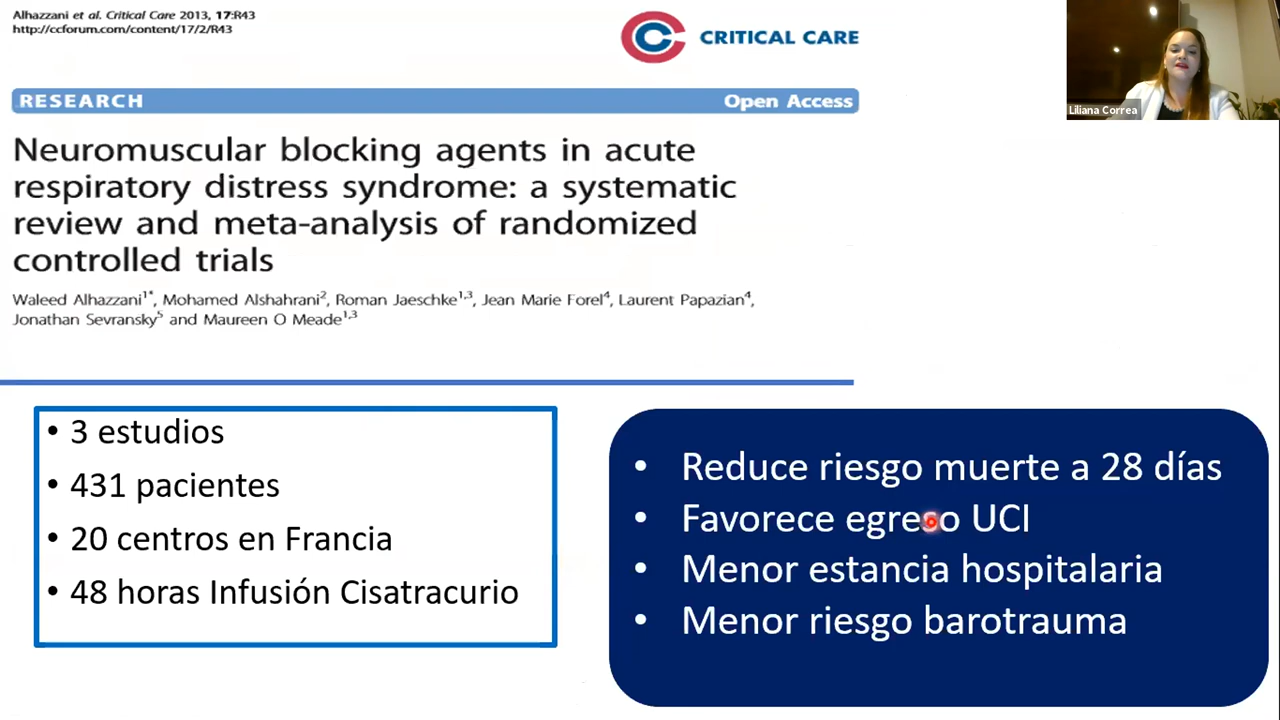 Alhazzani et al. Critical Care 2013, 17:R43
http://ccforum.com/content/17/2/R43
CRITICAL CARE
Liliana Correa
RESEARCH
Open Access
Neuromuscular blocking agents in acute
respiratory distress syndrome: a systematic
review and meta-analysis of randomized
controlled trials
Waleed Alhazzani1*, Mohamed Alshahrani2, Roman Jaeschke1,3, Jean Marie Forel4, Laurent Papazian4,
Jonathan Sevransky5 and Maureen O Meade1,3
• 3 estudios
• 431 pacientes
• 20 centros en Francia
• 48 horas Infusión Cisatracurio
• Reduce riesgo muerte a 28 días
• Favorece egreso UCI
• Menor estancia hospitalaria
• Menor riesgo barotrauma